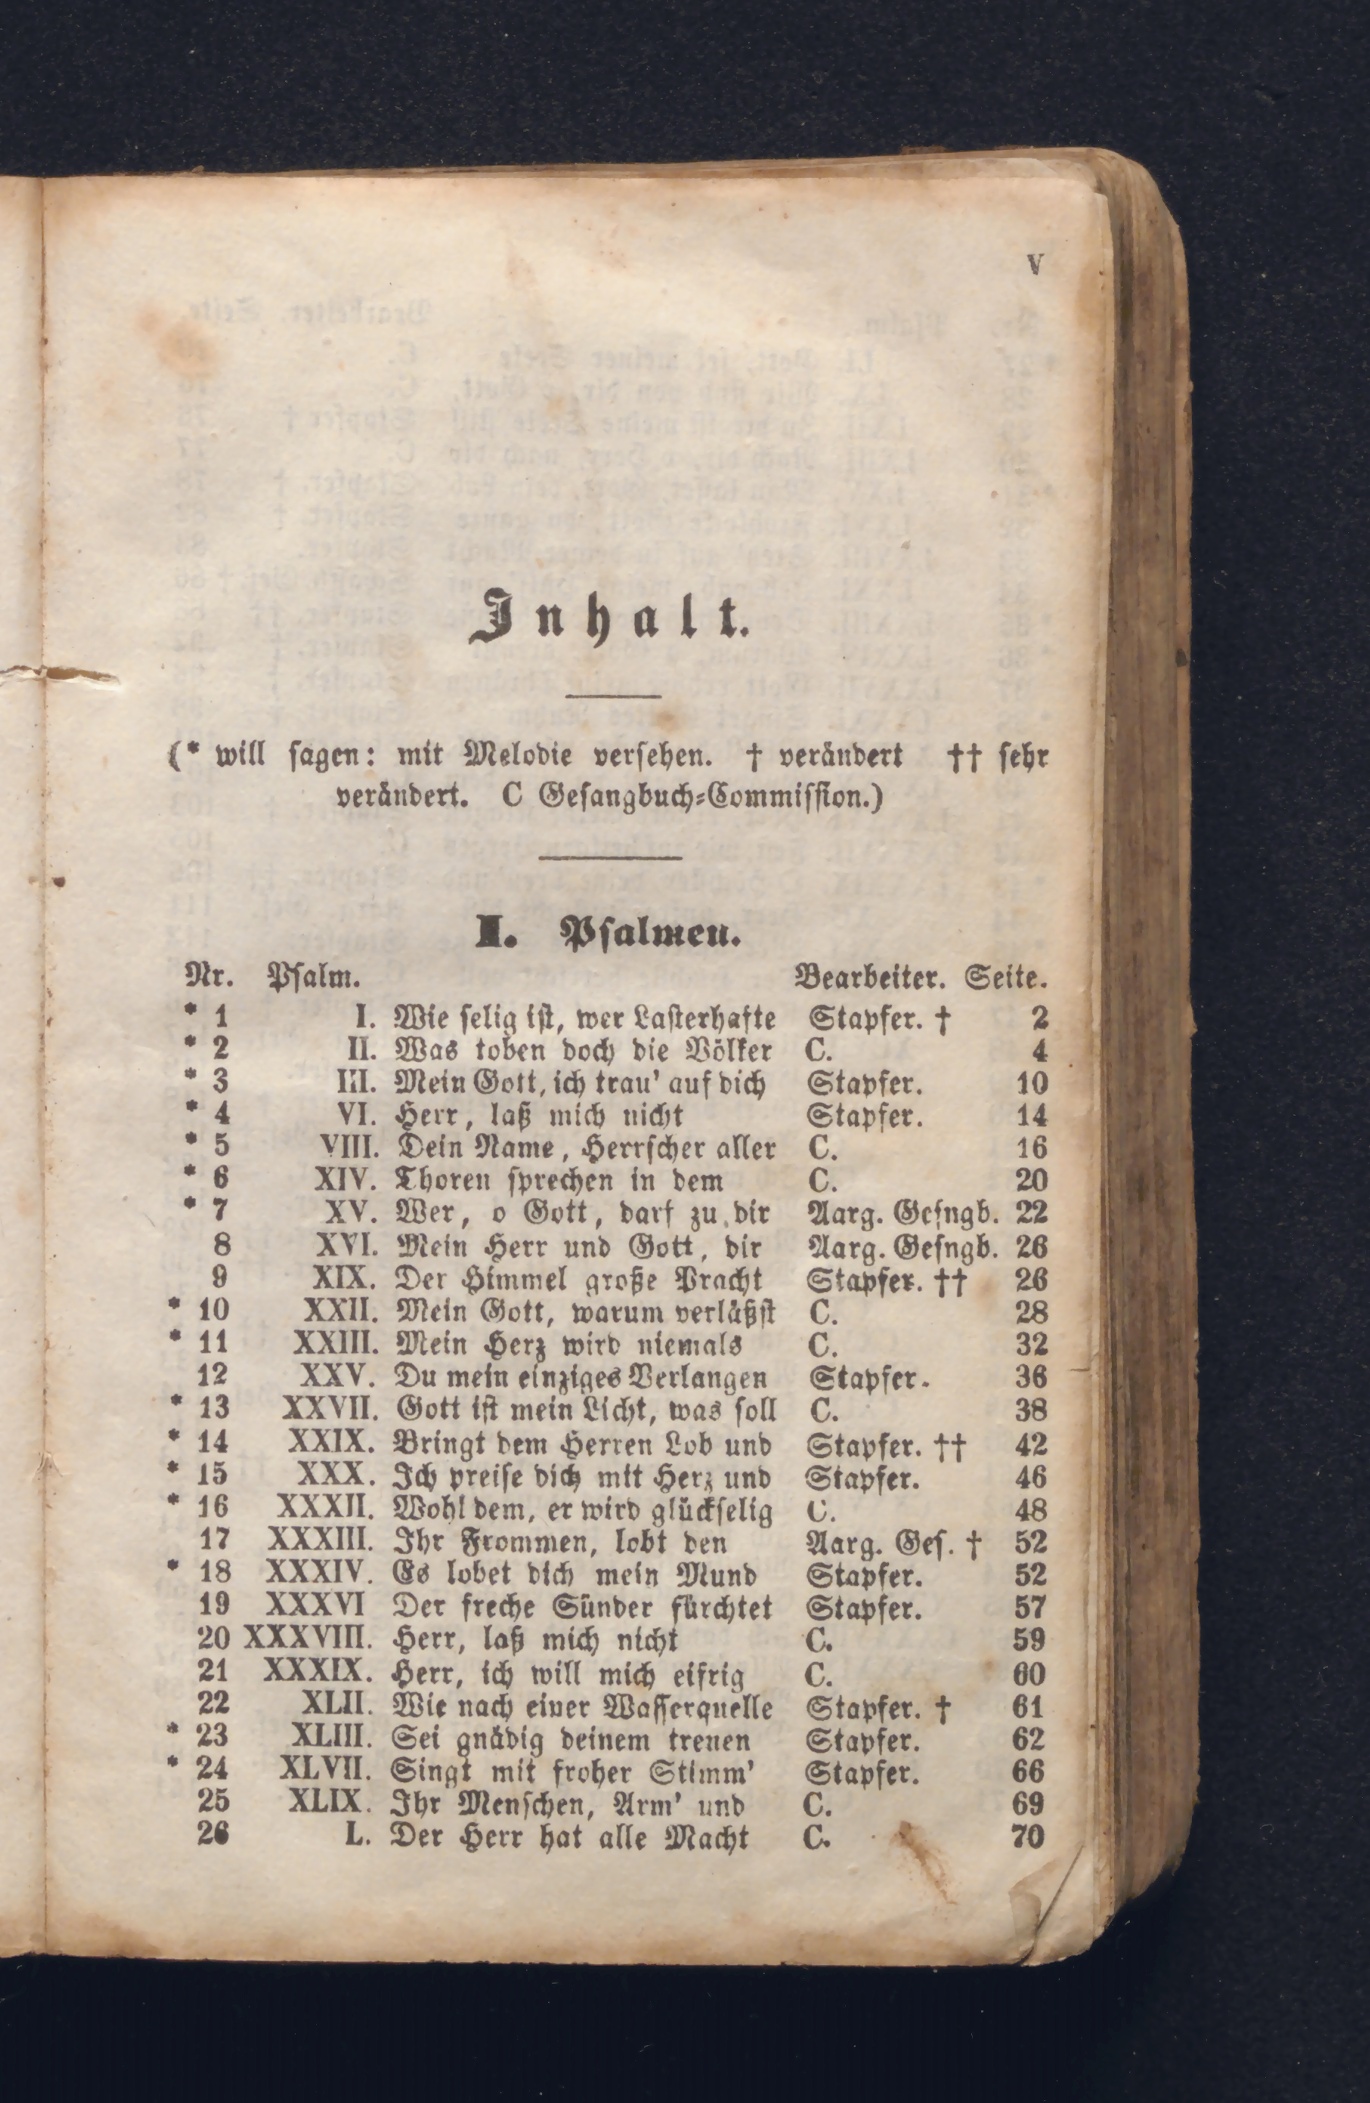 V
Inhalt.
(* will sagen: mit Melodie versehen. † verändert †† sehr
verändert. C Gesangbuch-Commission.)
I. Psalmen.
Nr. Psalm. Bearbeiter. Seite.
* 1 I. Wie selig ist, wer Lasterhafte Stapfer. † 2
* 2 II. Was toben doch die Völker C. 4
* 3 III. Mein Gott, ich trau' auf dich Stapfer. 10
* 4 VI. Herr, laß mich nicht Stapfer. 14
* 5 VIII. Dein Name, Herrscher aller C. 16
* 6 XIV. Thoren sprechen in dem C. 20
* 7 XV. Wer, o Gott, darf zu dir Aarg. Gesngb. 22
8 XVI. Mein Herr und Gott, dir Aarg. Gesngb. 26
9 XIX. Der Himmel große Pracht Stapfer. †† 26
* 10 XXII. Mein Gott, warum verläßst C. 28
* 11 XXIII. Mein Herz wird niemals C. 32
12 XXV. Du mein einziges Verlangen Stapfer. 36
* 13 XXVII. Gott ist mein Licht, was soll C. 38
* 14 XXIX. Bringt dem Herren Lob und Stapfer. †† 42
* 15 XXX. Ich preise dich mit Herz und Stapfer. 46
* 16 XXXII. Wohl dem, er wird glückselig C. 48
17 XXXIII. Ihr Frommen, lobt den Aarg. Ges. † 52
* 18 XXXIV. Es lobet dich mein Mund Stapfer. 52
19 XXXVI Der freche Sünder fürchtet Stapfer. 57
20 XXXVIII. Herr, laß mich nicht C. 59
21 XXXIX. Herr, ich will mich eifrig C. 60
22 XLII. Wie nach einer Wasserquelle Stapfer. † 61
* 23 XLIII. Sei gnädig deinem treuen Stapfer. 62
* 24 XLVII. Singt mit froher Stimm' Stapfer. 66
25 XLIX. Ihr Menschen, Arm' und C. 69
26 L. Der Herr hat alle Macht C. 70